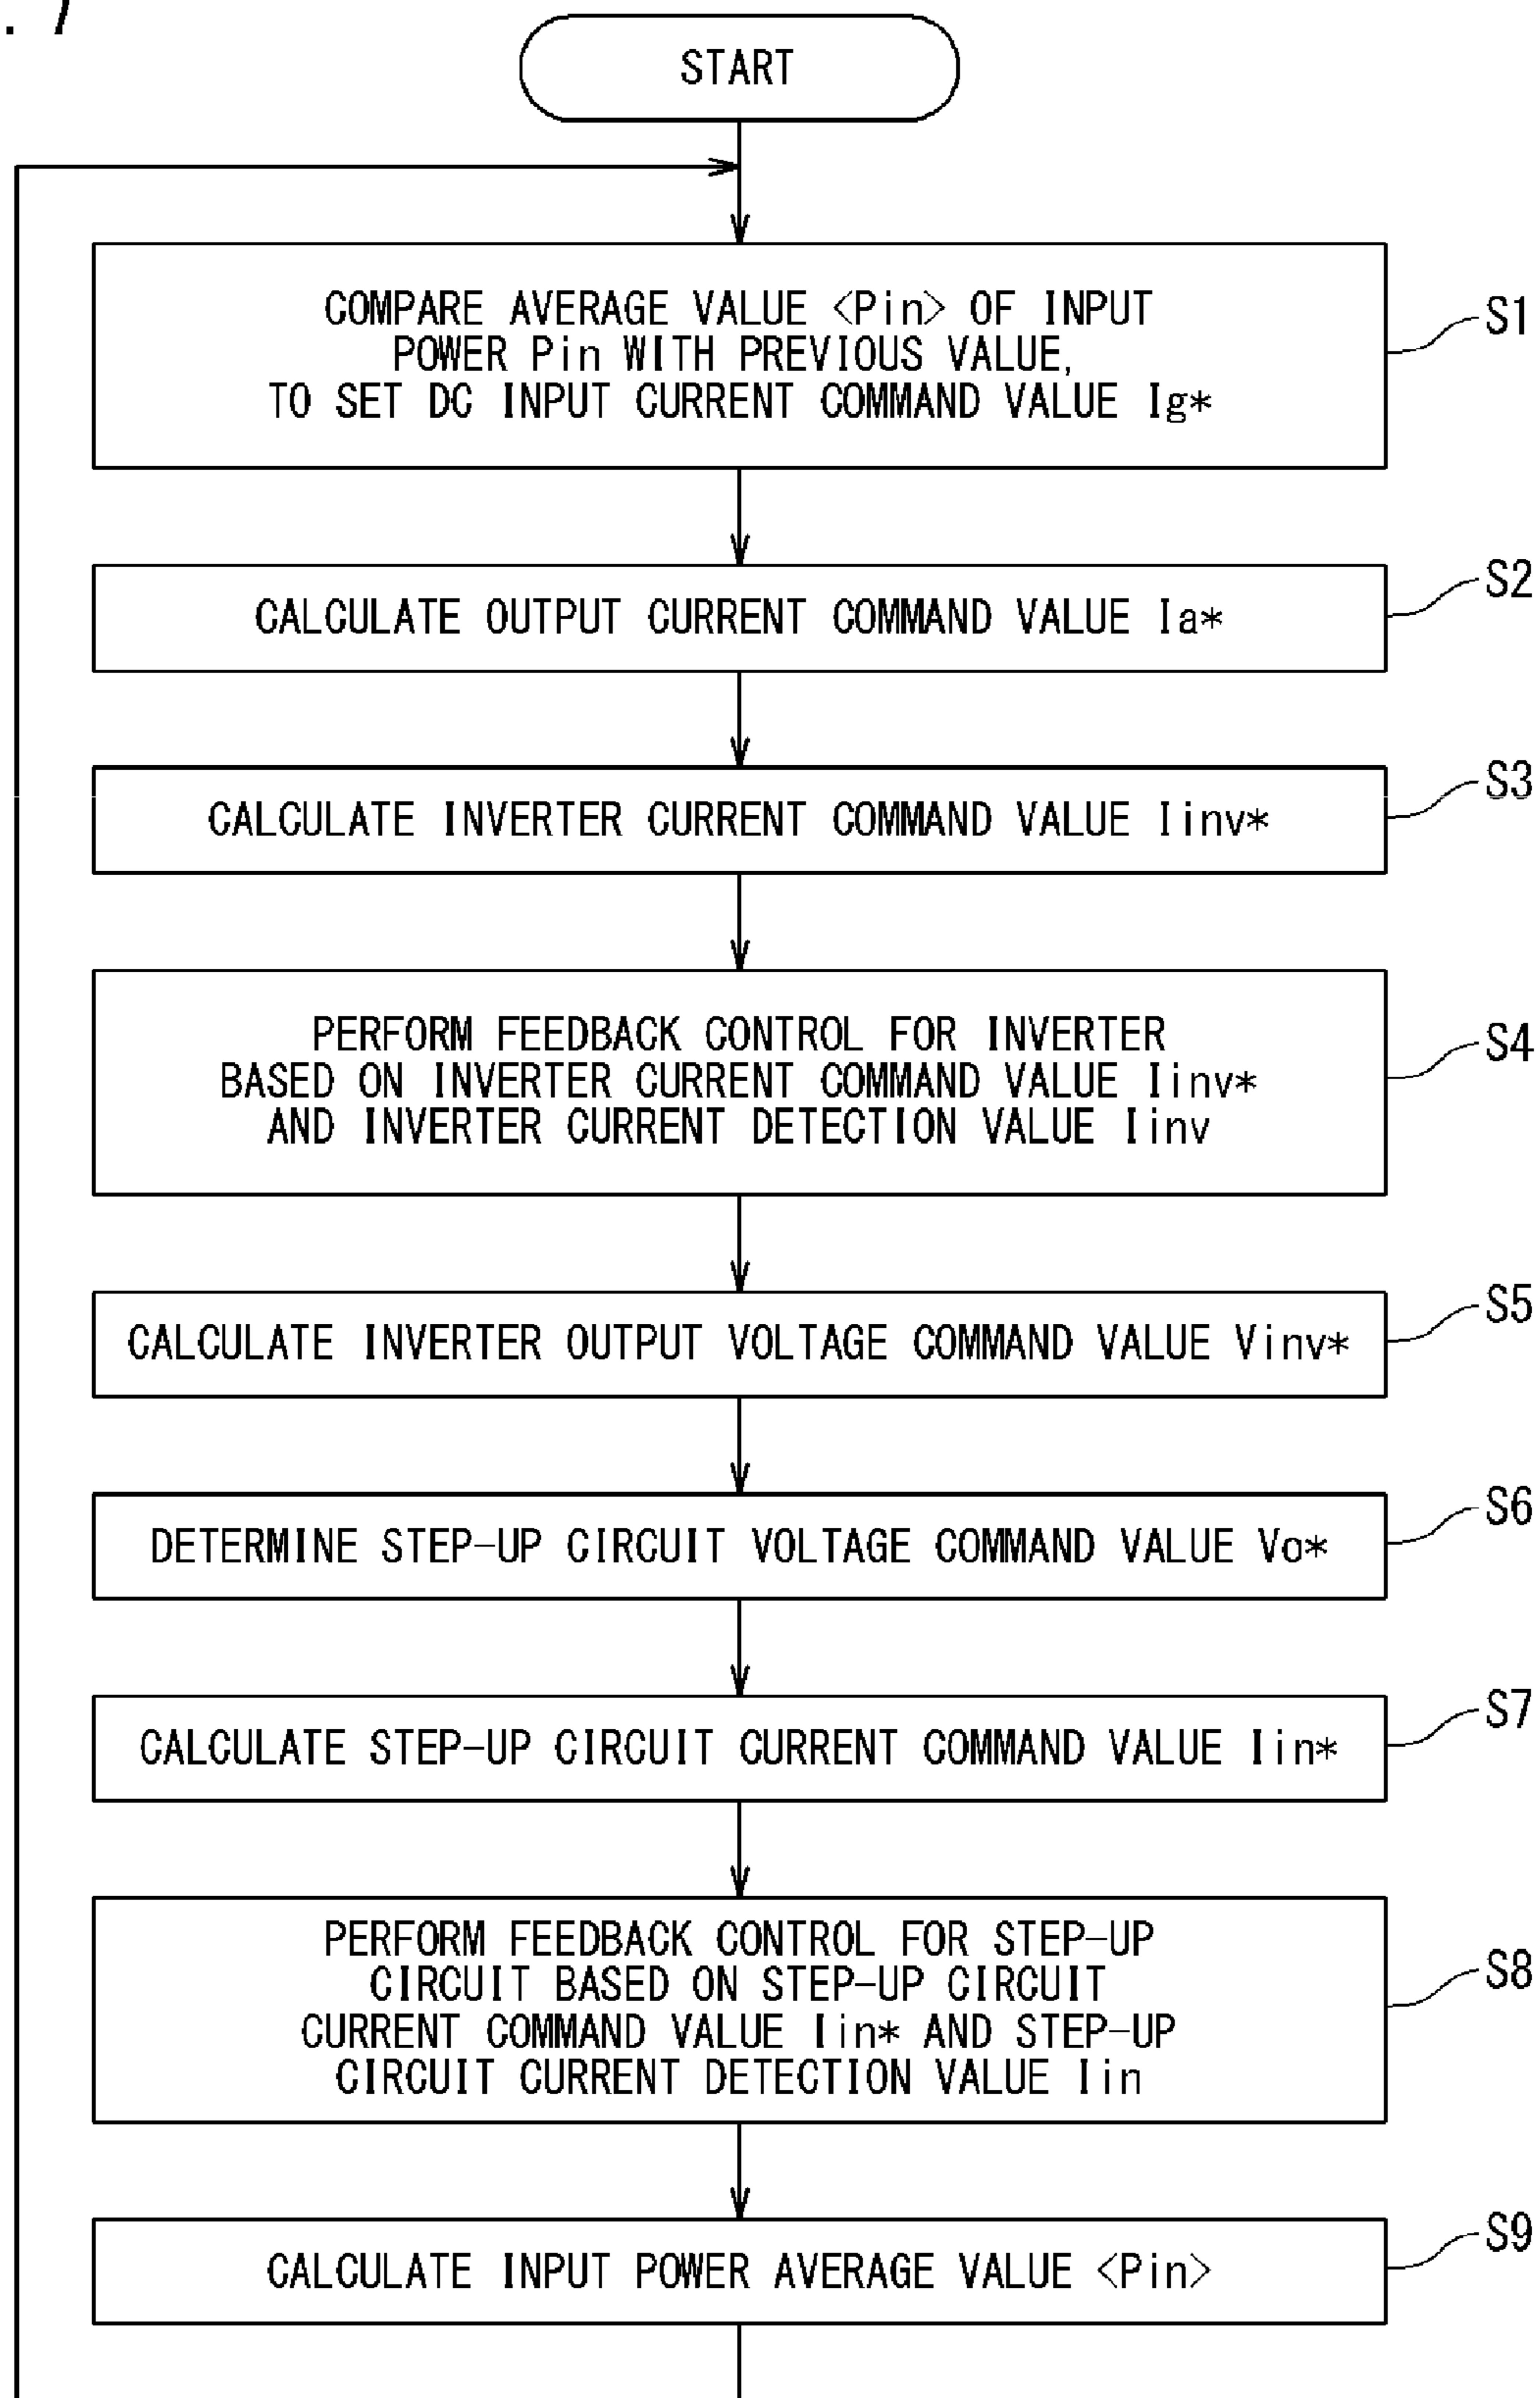 . 7
START
COMPARE AVERAGE VALUE <Pin> OF INPUT
POWER Pin WITH PREVIOUS VALUE,
TO SET DC INPUT CURRENT COMMAND VALUE Ig*
S1
CALCULATE OUTPUT CURRENT COMMAND VALUE Ia*
S2
CALCULATE INVERTER CURRENT COMMAND VALUE Iinv*
S3
PERFORM FEEDBACK CONTROL FOR INVERTER
BASED ON INVERTER CURRENT COMMAND VALUE Iinv*
AND INVERTER CURRENT DETECTION VALUE Iinv
S4
CALCULATE INVERTER OUTPUT VOLTAGE COMMAND VALUE Vinv*
S5
DETERMINE STEP-UP CIRCUIT VOLTAGE COMMAND VALUE Vo*
S6
CALCULATE STEP-UP CIRCUIT CURRENT COMMAND VALUE Iin*
S7
PERFORM FEEDBACK CONTROL FOR STEP-UP
CIRCUIT BASED ON STEP-UP CIRCUIT
CURRENT COMMAND VALUE Iin* AND STEP-UP
CIRCUIT CURRENT DETECTION VALUE Iin
S8
CALCULATE INPUT POWER AVERAGE VALUE <Pin>
S9